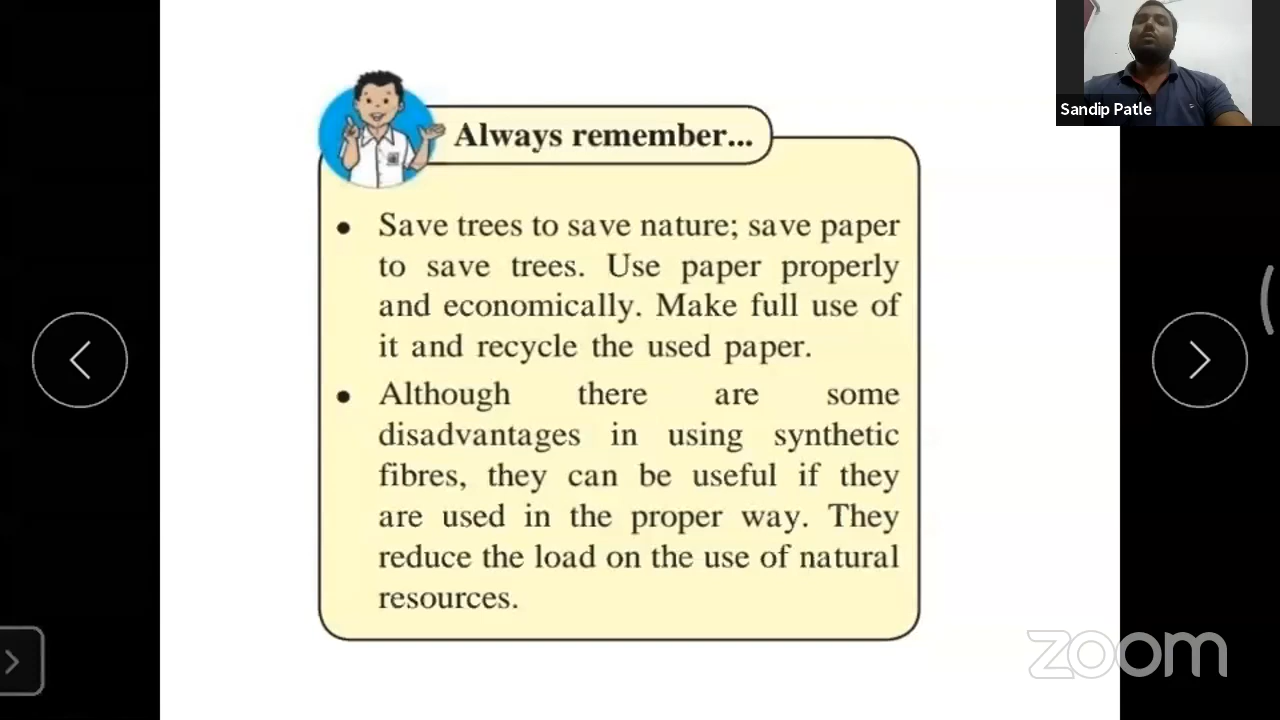 Sandip Patle
Always remember...
• Save trees to save nature; save paper
to save trees. Use paper properly
and economically. Make full use of
it and recycle the used paper.
• Although there are some
disadvantages in using synthetic
fibres, they can be useful if they
are used in the proper way. They
reduce the load on the use of natural
resources.
zoom